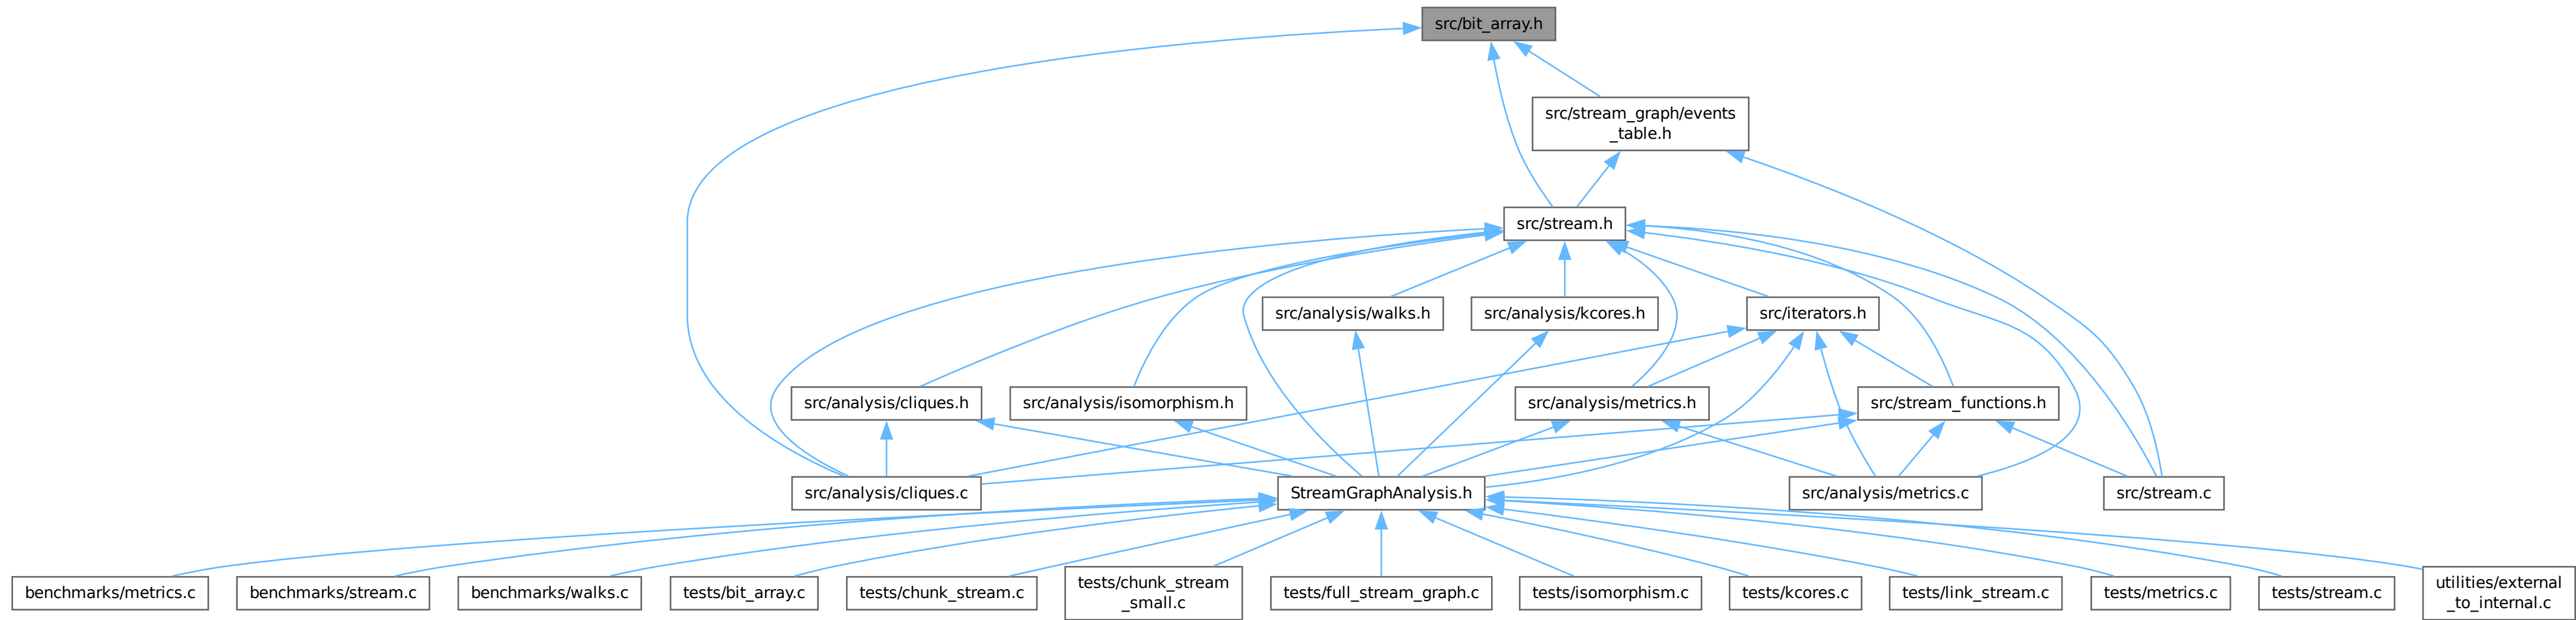 src/bit_array.h
src/stream_graph/events
_table.h
src/stream.h
src/analysis/walks.h
src/analysis/kcores.h
src/iterators.h
src/analysis/cliques.h
src/analysis/isomorphism.h
src/analysis/metrics.h
src/stream_functions.h
src/analysis/cliques.c
StreamGraphAnalysis.h
src/analysis/metrics.c
src/stream.c
benchmarks/metrics.c
benchmarks/stream.c
benchmarks/walks.c
tests/bit_array.c
tests/chunk_stream.c
tests/chunk_stream
_small.c
tests/full_stream_graph.c
tests/isomorphism.c
tests/kcores.c
tests/link_stream.c
tests/metrics.c
tests/stream.c
utilities/external
_to_internal.c